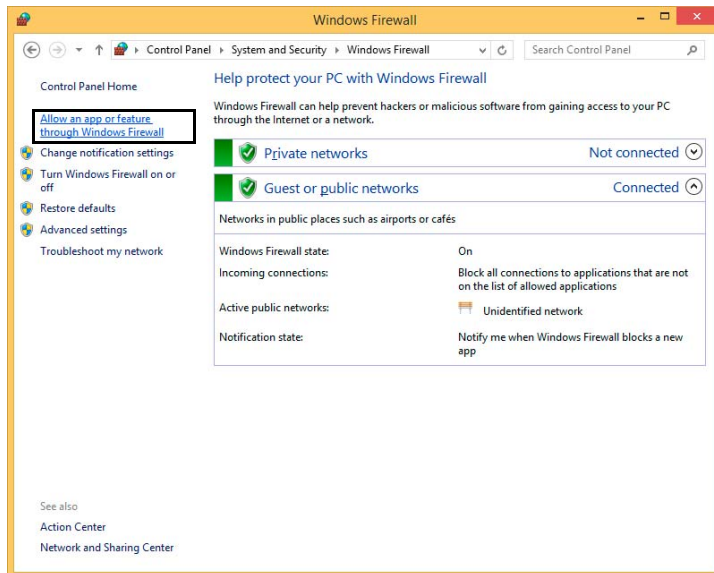 Windows Firewall
Control Panel System and Security Windows Firewall
Search Control Panel
Control Panel Home
Allow an app or feature
through Windows Firewall
Change notification settings
Turn Windows Firewall on or
off
Restore defaults
Advanced settings
Troubleshoot my network
See also
Action Center
Network and Sharing Center
Help protect your PC with Windows Firewall
Windows Firewall can help prevent hackers or malicious software from gaining access to your PC
through the Internet or a network.
Private networks Not connected
Guest or public networks Connected
Networks in public places such as airports or cafés
Windows Firewall state: On
Incoming connections: Block all connections to applications that are not
on the list of allowed applications
Active public networks: Unidentified network
Notification state: Notify me when Windows Firewall blocks a new
app